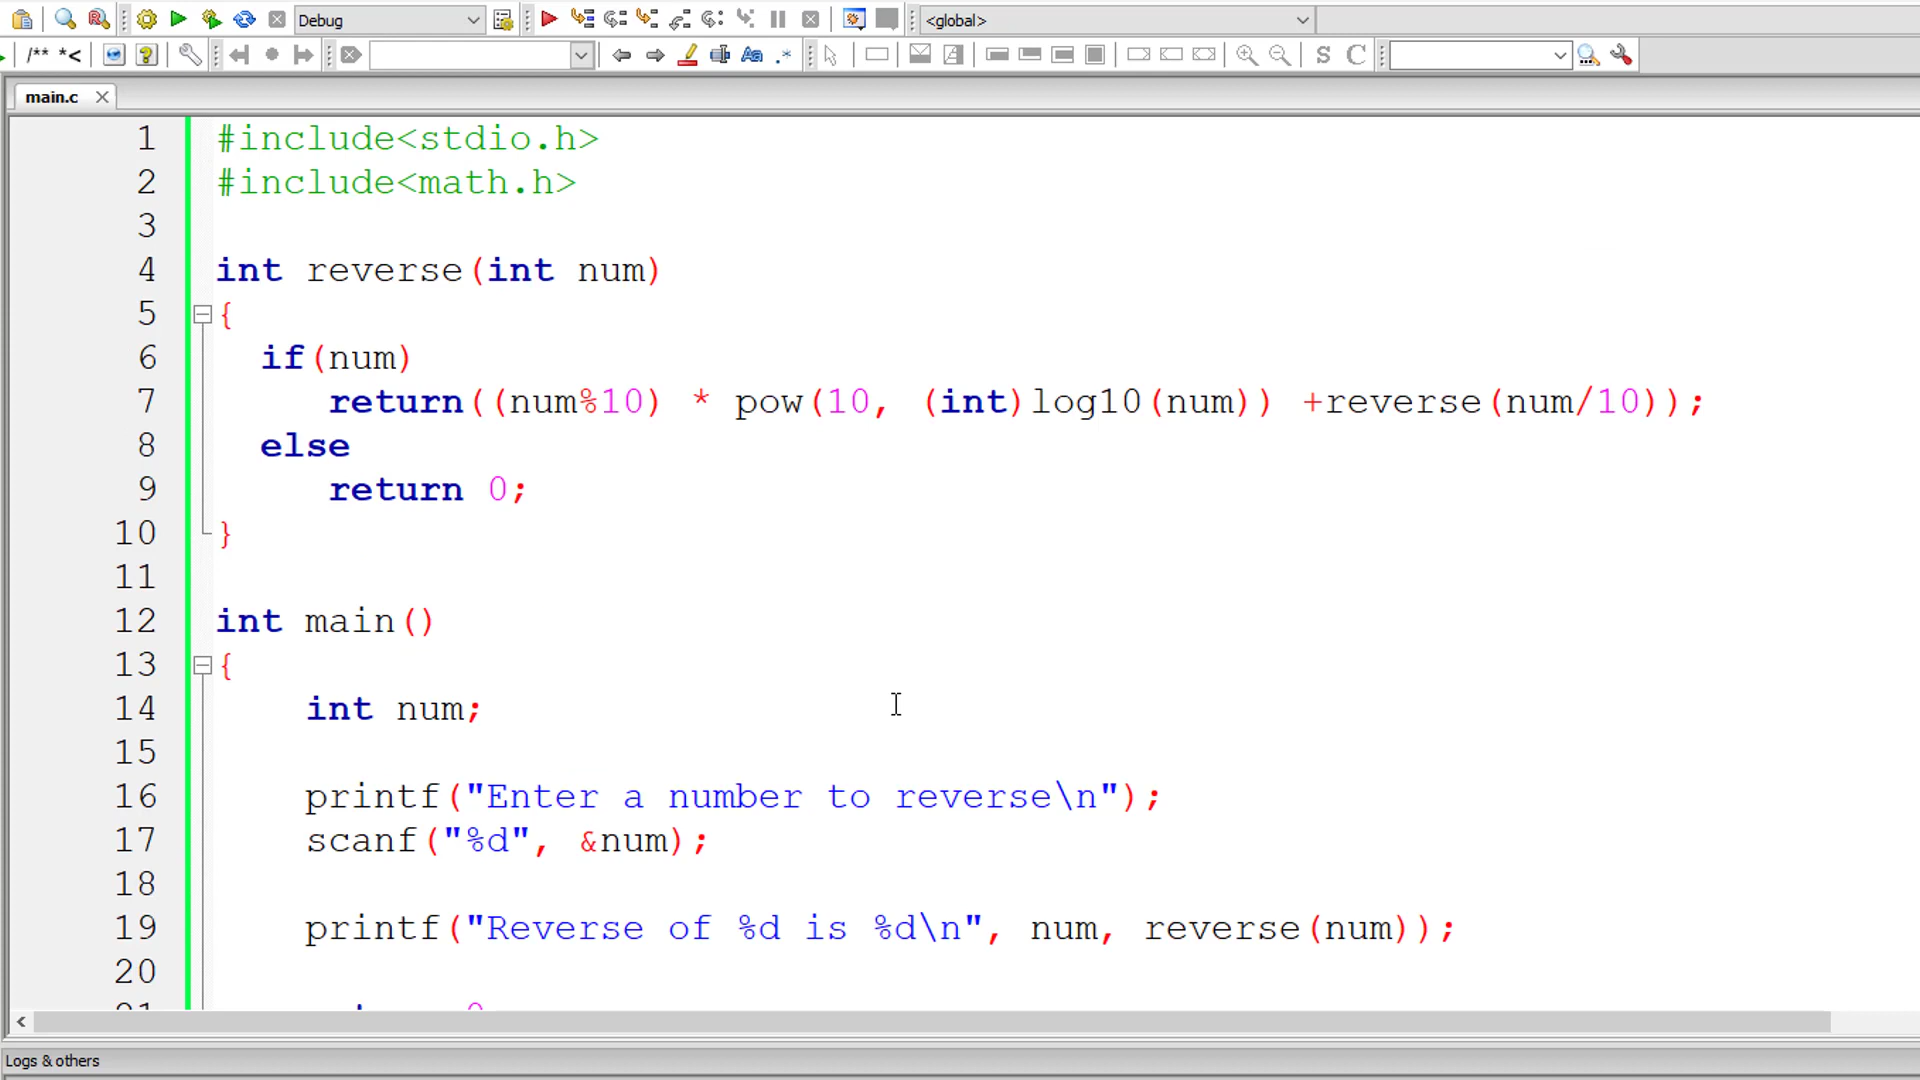 Debug
<global>
/** *<
Aa .*
S C
main.c
1 #include<stdio.h>
2 #include<math.h>
3
4 int reverse(int num)
5 {
6 if(num)
7 return((num%10) * pow(10, (int)log10(num)) +reverse(num/10));
8 else
9 return 0;
10 }
11
12 int main()
13 {
14 int num;
15
16 printf("Enter a number to reverse\n");
17 scanf("%d", &num);
18
19 printf("Reverse of %d is %d\n", num, reverse(num));
20
Logs & others